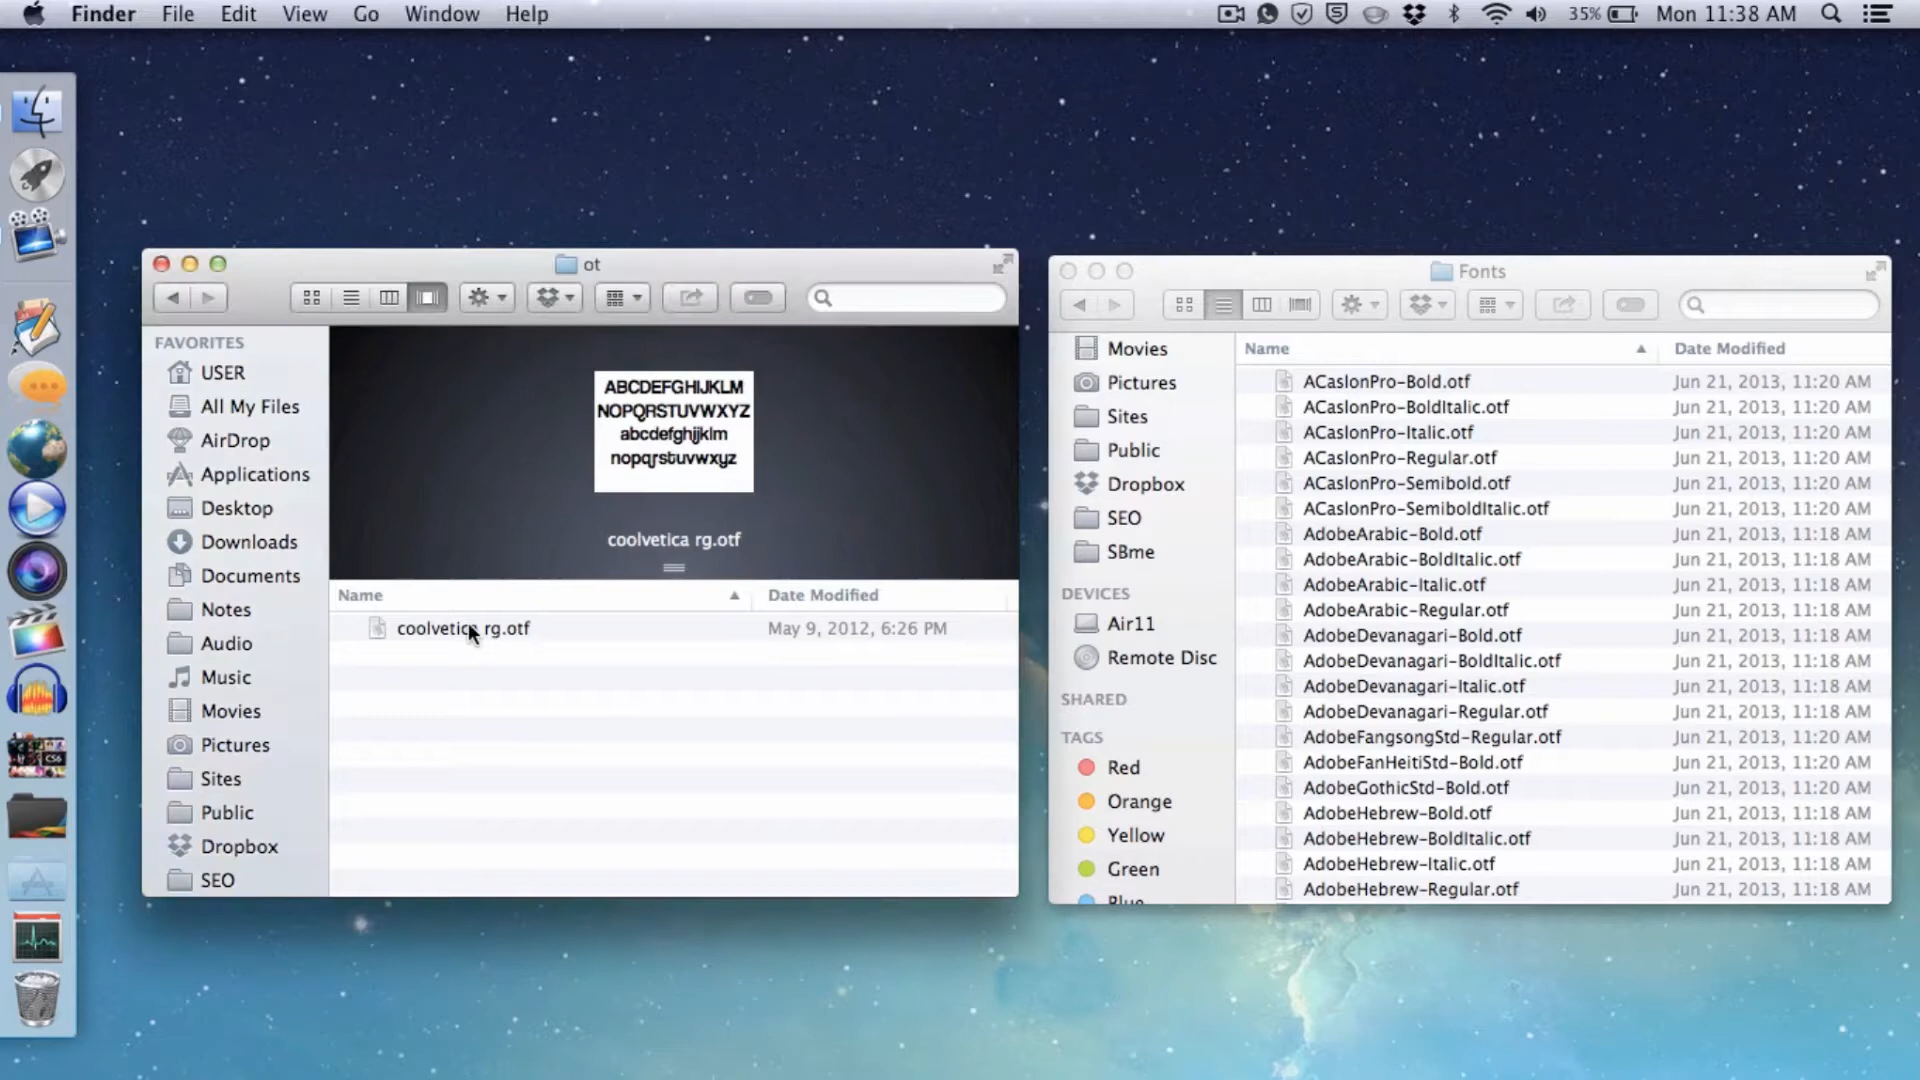 Finder File Edit View Go Window Help
35% Mon 11:38 AM
ot
FAVORITES
USER
All My Files
AirDrop
Applications
Desktop
Downloads
Documents
Notes
Audio
Music
Movies
Pictures
Sites
Public
Dropbox
SEO
ABCDEFGHIJKLM
NOPQRSTUVWXYZ
abcdefghijklm
nopqrstuvwxyz
coolvetica rg.otf
Name Date Modified
coolvetica rg.otf May 9, 2012, 6:26 PM
Fonts
Movies
Pictures
Sites
Public
Dropbox
SEO
SBme
DEVICES
Air11
Remote Disc
SHARED
TAGS
Red
Orange
Yellow
Green
Blue
Name Date Modified
ACaslonPro-Bold.otf Jun 21, 2013, 11:20 AM
ACaslonPro-BoldItalic.otf Jun 21, 2013, 11:20 AM
ACaslonPro-Italic.otf Jun 21, 2013, 11:20 AM
ACaslonPro-Regular.otf Jun 21, 2013, 11:20 AM
ACaslonPro-Semibold.otf Jun 21, 2013, 11:20 AM
ACaslonPro-SemiboldItalic.otf Jun 21, 2013, 11:20 AM
AdobeArabic-Bold.otf Jun 21, 2013, 11:18 AM
AdobeArabic-BoldItalic.otf Jun 21, 2013, 11:18 AM
AdobeArabic-Italic.otf Jun 21, 2013, 11:18 AM
AdobeArabic-Regular.otf Jun 21, 2013, 11:18 AM
AdobeDevanagari-Bold.otf Jun 21, 2013, 11:18 AM
AdobeDevanagari-BoldItalic.otf Jun 21, 2013, 11:18 AM
AdobeDevanagari-Italic.otf Jun 21, 2013, 11:18 AM
AdobeDevanagari-Regular.otf Jun 21, 2013, 11:18 AM
AdobeFangsongStd-Regular.otf Jun 21, 2013, 11:20 AM
AdobeFanHeitiStd-Bold.otf Jun 21, 2013, 11:20 AM
AdobeGothicStd-Bold.otf Jun 21, 2013, 11:20 AM
AdobeHebrew-Bold.otf Jun 21, 2013, 11:18 AM
AdobeHebrew-BoldItalic.otf Jun 21, 2013, 11:18 AM
AdobeHebrew-Italic.otf Jun 21, 2013, 11:18 AM
AdobeHebrew-Regular.otf Jun 21, 2013, 11:18 AM
CS6